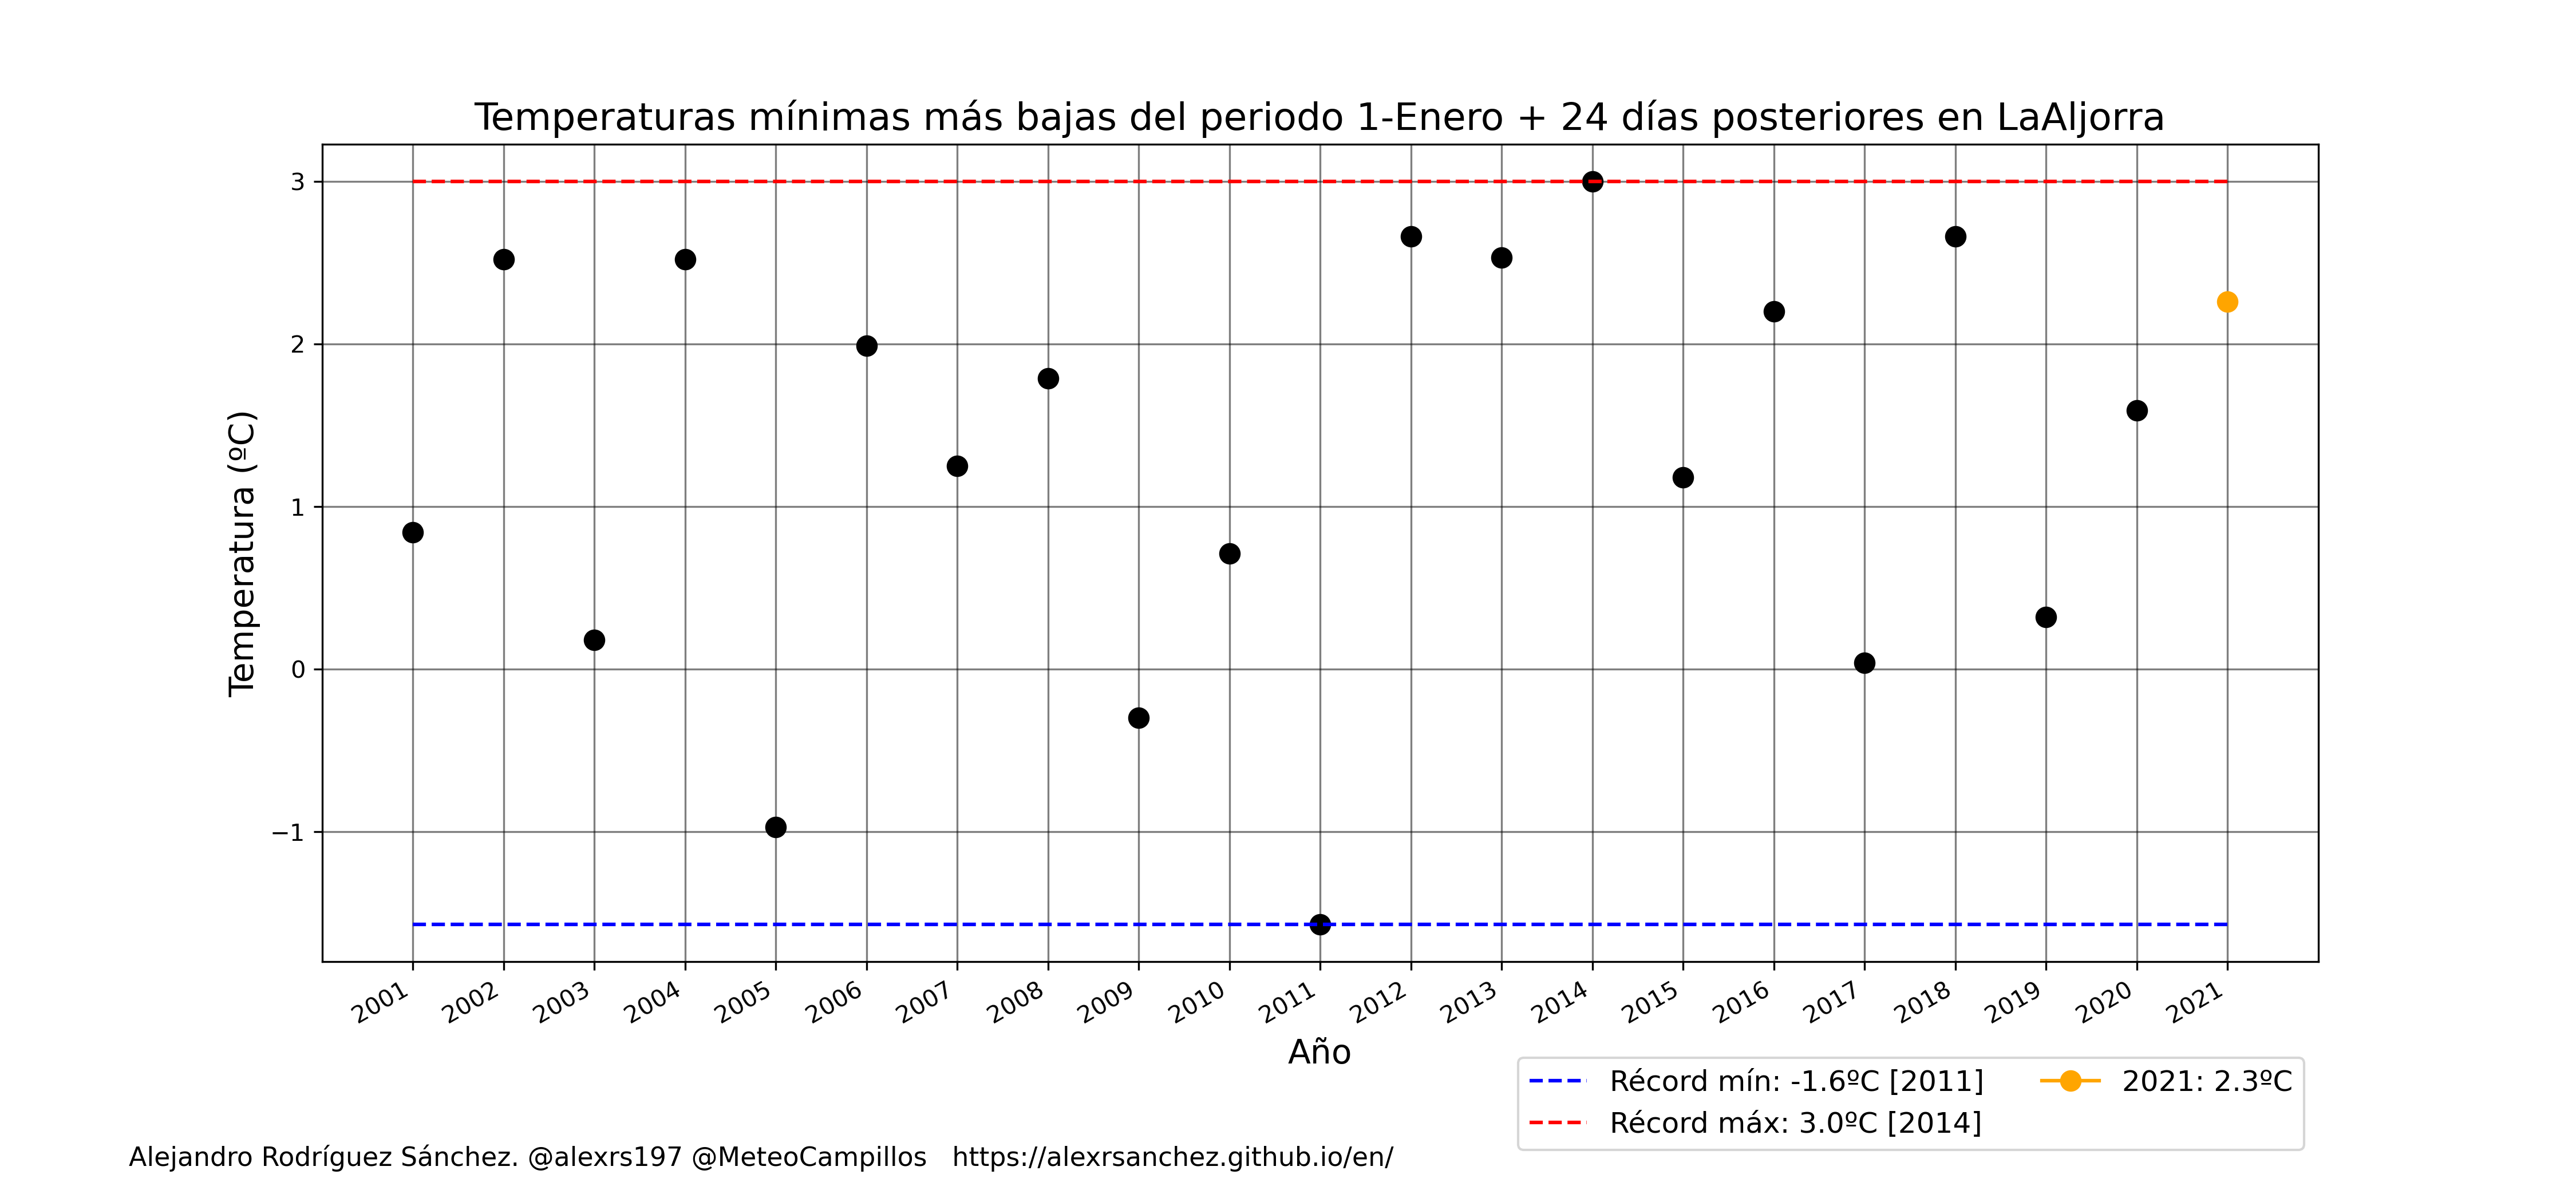 Temperaturas mínimas más bajas del periodo 1-Enero + 24 días posteriores en LaAljorra
Temperatura (ºC)
3
2
1
0
−1
2001 2002 2003 2004 2005 2006 2007 2008 2009 2010 2011 2012 2013 2014 2015 2016 2017 2018 2019 2020 2021
Año
Récord mín: -1.6ºC [2011]
Récord máx: 3.0ºC [2014]
2021: 2.3ºC
Alejandro Rodríguez Sánchez. @alexrs197 @MeteoCampillos https://alexrsanchez.github.io/en/